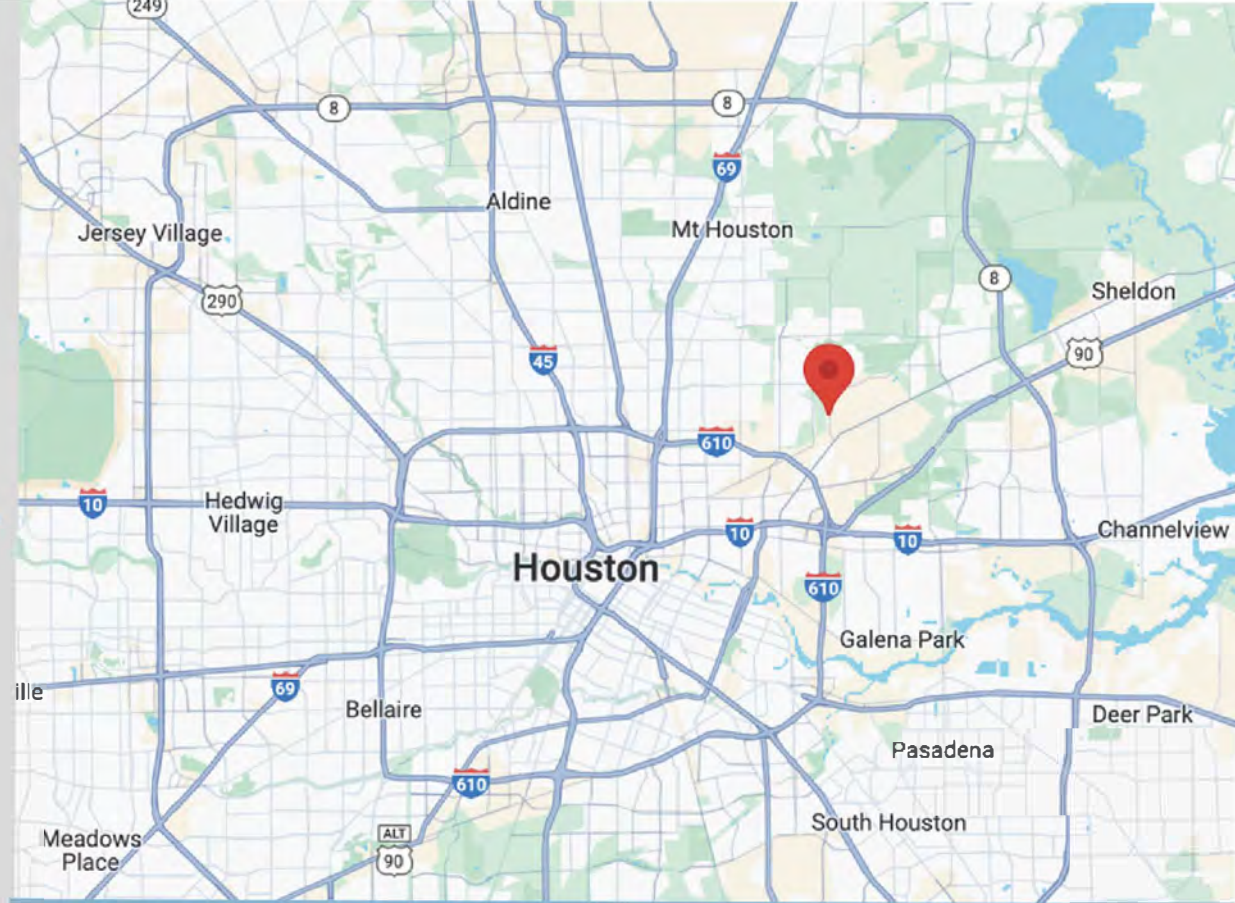 249
8
8
69
Aldine
Mt Houston
Jersey Village
8
Sheldon
290
90
45
610
10
Hedwig
Village
10
10
Channelview
Houston
610
Galena Park
ille
69
Bellaire
Deer Park
Pasadena
610
South Houston
Meadows
Place
ALT
90